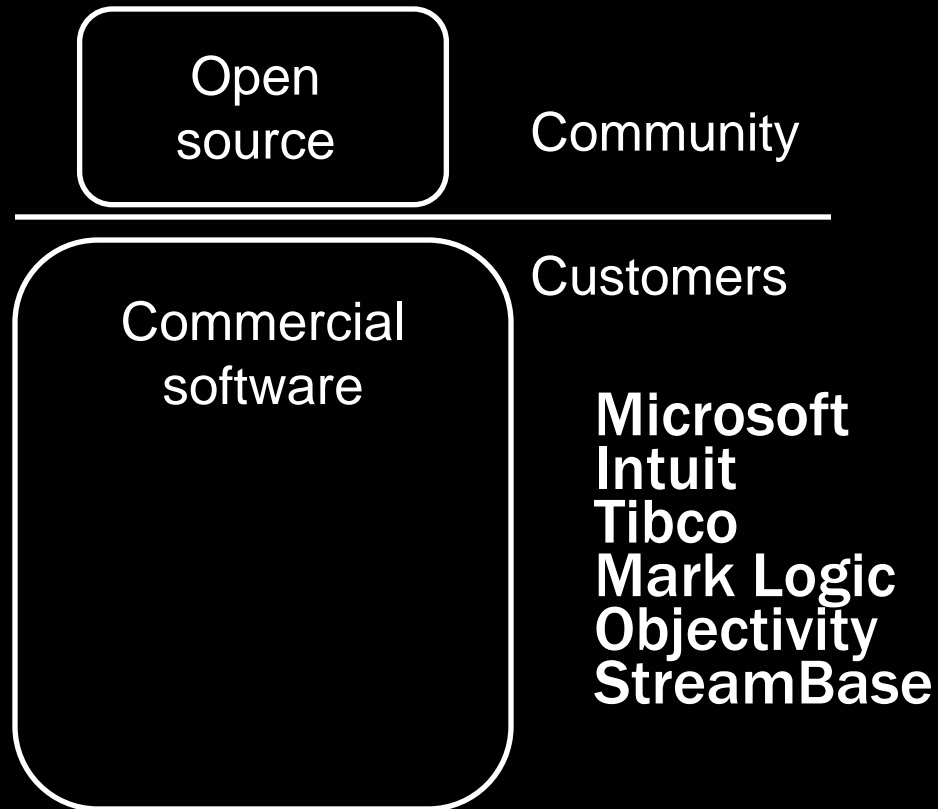 Open
source
Community
Customers
Commercial
software
Microsoft
Intuit
Tibco
Mark Logic
Objectivity
StreamBase